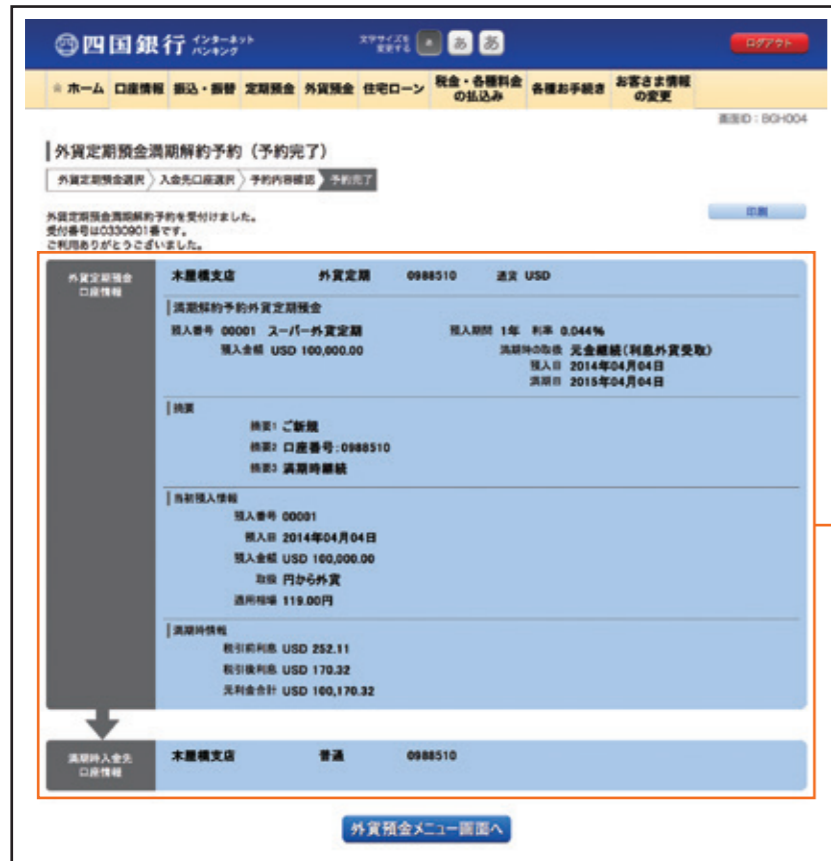 四国銀行 インターネットバンキング
文字サイズを変更する あ あ あ
ログアウト
ホーム 口座情報 振込・振替 定期預金 外貨預金 住宅ローン 税金・各種料金の払込み 各種お手続き お客さま情報の変更
画面ID：BGH004
外貨定期預金満期解約予約（予約完了）
外貨定期預金選択 入金先口座選択 予約内容確認 予約完了
外貨定期預金満期解約予約を受付けました。
受付番号は0330901番です。
ご利用ありがとうございました。
印刷
外貨定期預金口座情報
木屋橋支店 外貨定期 0988510 通貨 USD
満期解約予約外貨定期預金
預入番号 00001 スーパー外貨定期
預入期間 1年 利率 0.044%
預入金額 USD 100,000.00
満期時の取扱 元金継続(利息外貨受取)
預入日 2014年04月04日
満期日 2015年04月04日
摘要
摘要1 ご新規
摘要2 口座番号:0988510
摘要3 満期時継続
当初預入情報
預入番号 00001
預入日 2014年04月04日
預入金額 USD 100,000.00
取扱 円から外貨
適用相場 119.00円
満期時情報
税引前利息 USD 252.11
税引後利息 USD 170.32
元利金合計 USD 100,170.32
満期時入金先口座情報
木屋橋支店 普通 0988510
外貨預金メニュー画面へ